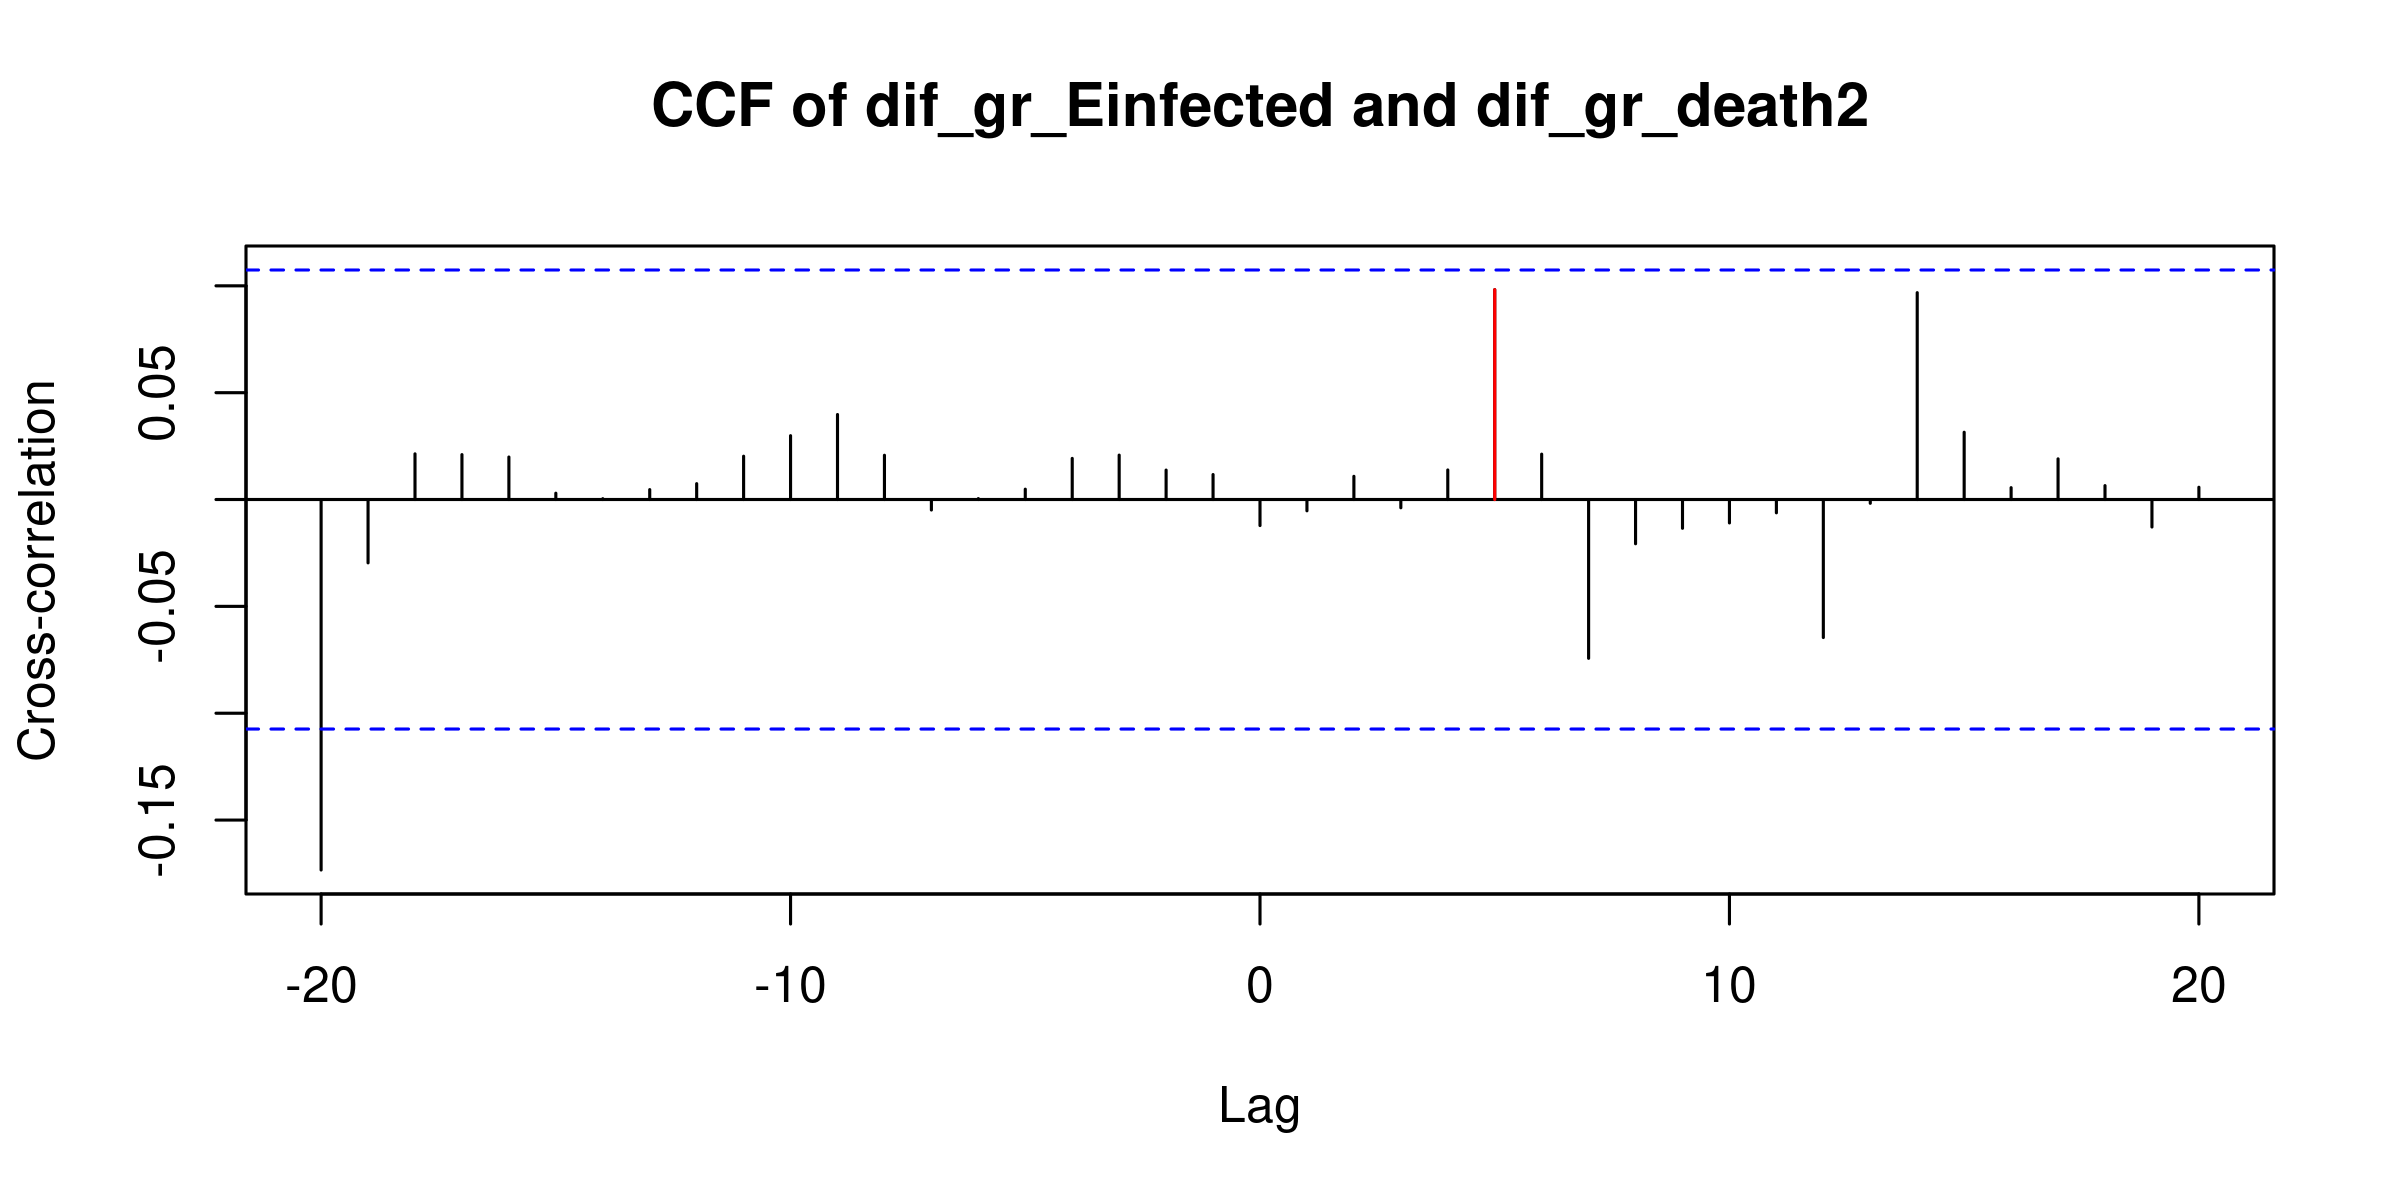 CCF of dif_gr_Einfected and dif_gr_death2
Cross-correlation
0.05
-0.05
-0.15
-20
-10
0
10
20
Lag